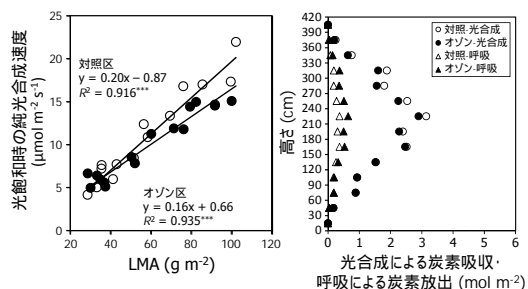 光飽和時の純光合成速度
(μmol m-2 s-1)
25
20
15
10
5
0
対照区
y = 0.20x − 0.87
R2 = 0.916***
オゾン区
y = 0.16x + 0.66
R2 = 0.935***
20 40 60 80 100 120
LMA (g m-2)
高さ (cm)
420
390
360
330
300
270
240
210
180
150
120
90
60
30
0
対照-光合成
オゾン-光合成
対照-呼吸
オゾン-呼吸
0 1 2 3 4 5 6
光合成による炭素吸収・
呼吸による炭素放出 (mol m-2)